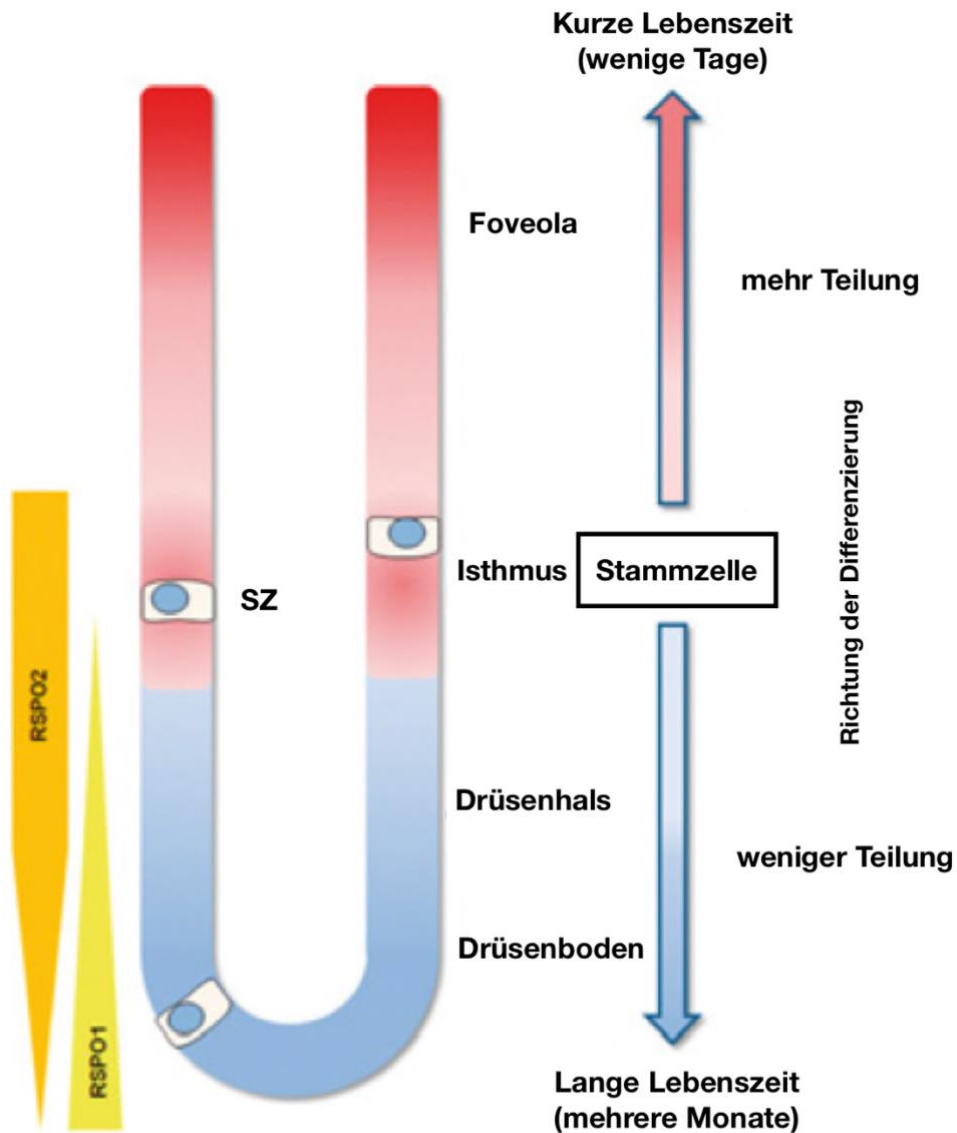 Kurze Lebenszeit
(wenige Tage)
Foveola
mehr Teilung
Richtung der Differenzierung
Isthmus
Stammzelle
SZ
RSPO2
Drüsenhals
weniger Teilung
Drüsenboden
RSPO1
Lange Lebenszeit
(mehrere Monate)